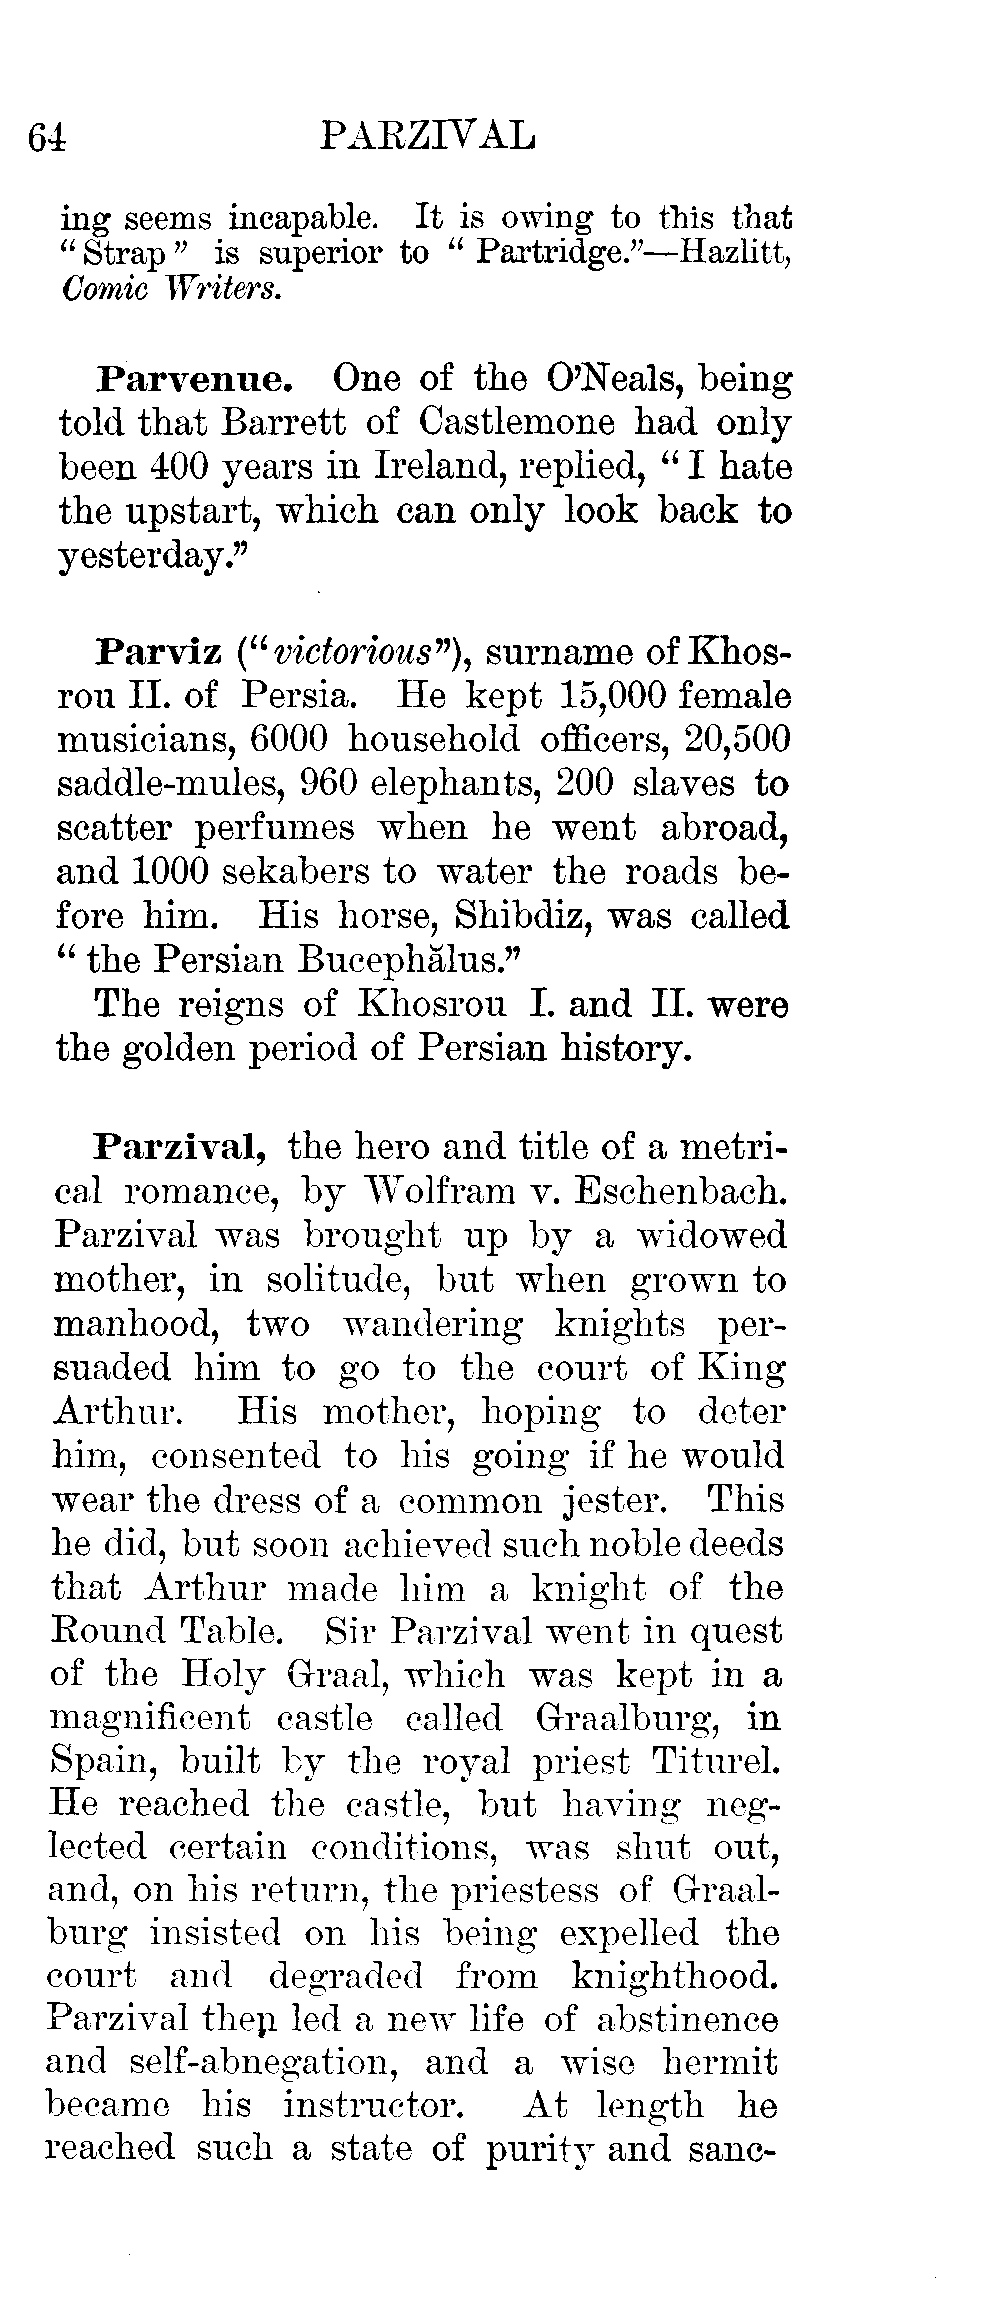 64 PARZIVAL
ing seems incapable. It is owing to this that
“Strap” is superior to “Partridge.”—Hazlitt,
Comic Writers.
Parvenue. One of the O’Neals, being
told that Barrett of Castlemone had only
been 400 years in Ireland, replied, “I hate
the upstart, which can only look back to
yesterday.”
Parviz (“victorious”), surname of Khos-
rou II. of Persia. He kept 15,000 female
musicians, 6000 household officers, 20,500
saddle-mules, 960 elephants, 200 slaves to
scatter perfumes when he went abroad,
and 1000 sekabers to water the roads be-
fore him. His horse, Shibdiz, was called
“the Persian Bucephălus.”
The reigns of Khosrou I. and II. were
the golden period of Persian history.
Parzival, the hero and title of a metri-
cal romance, by Wolfram v. Eschenbach.
Parzival was brought up by a widowed
mother, in solitude, but when grown to
manhood, two wandering knights per-
suaded him to go to the court of King
Arthur. His mother, hoping to deter
him, consented to his going if he would
wear the dress of a common jester. This
he did, but soon achieved such noble deeds
that Arthur made him a knight of the
Round Table. Sir Parzival went in quest
of the Holy Graal, which was kept in a
magnificent castle called Graalburg, in
Spain, built by the royal priest Titurel.
He reached the castle, but having neg-
lected certain conditions, was shut out,
and, on his return, the priestess of Graal-
burg insisted on his being expelled the
court and degraded from knighthood.
Parzival then led a new life of abstinence
and self-abnegation, and a wise hermit
became his instructor. At length he
reached such a state of purity and sanc-